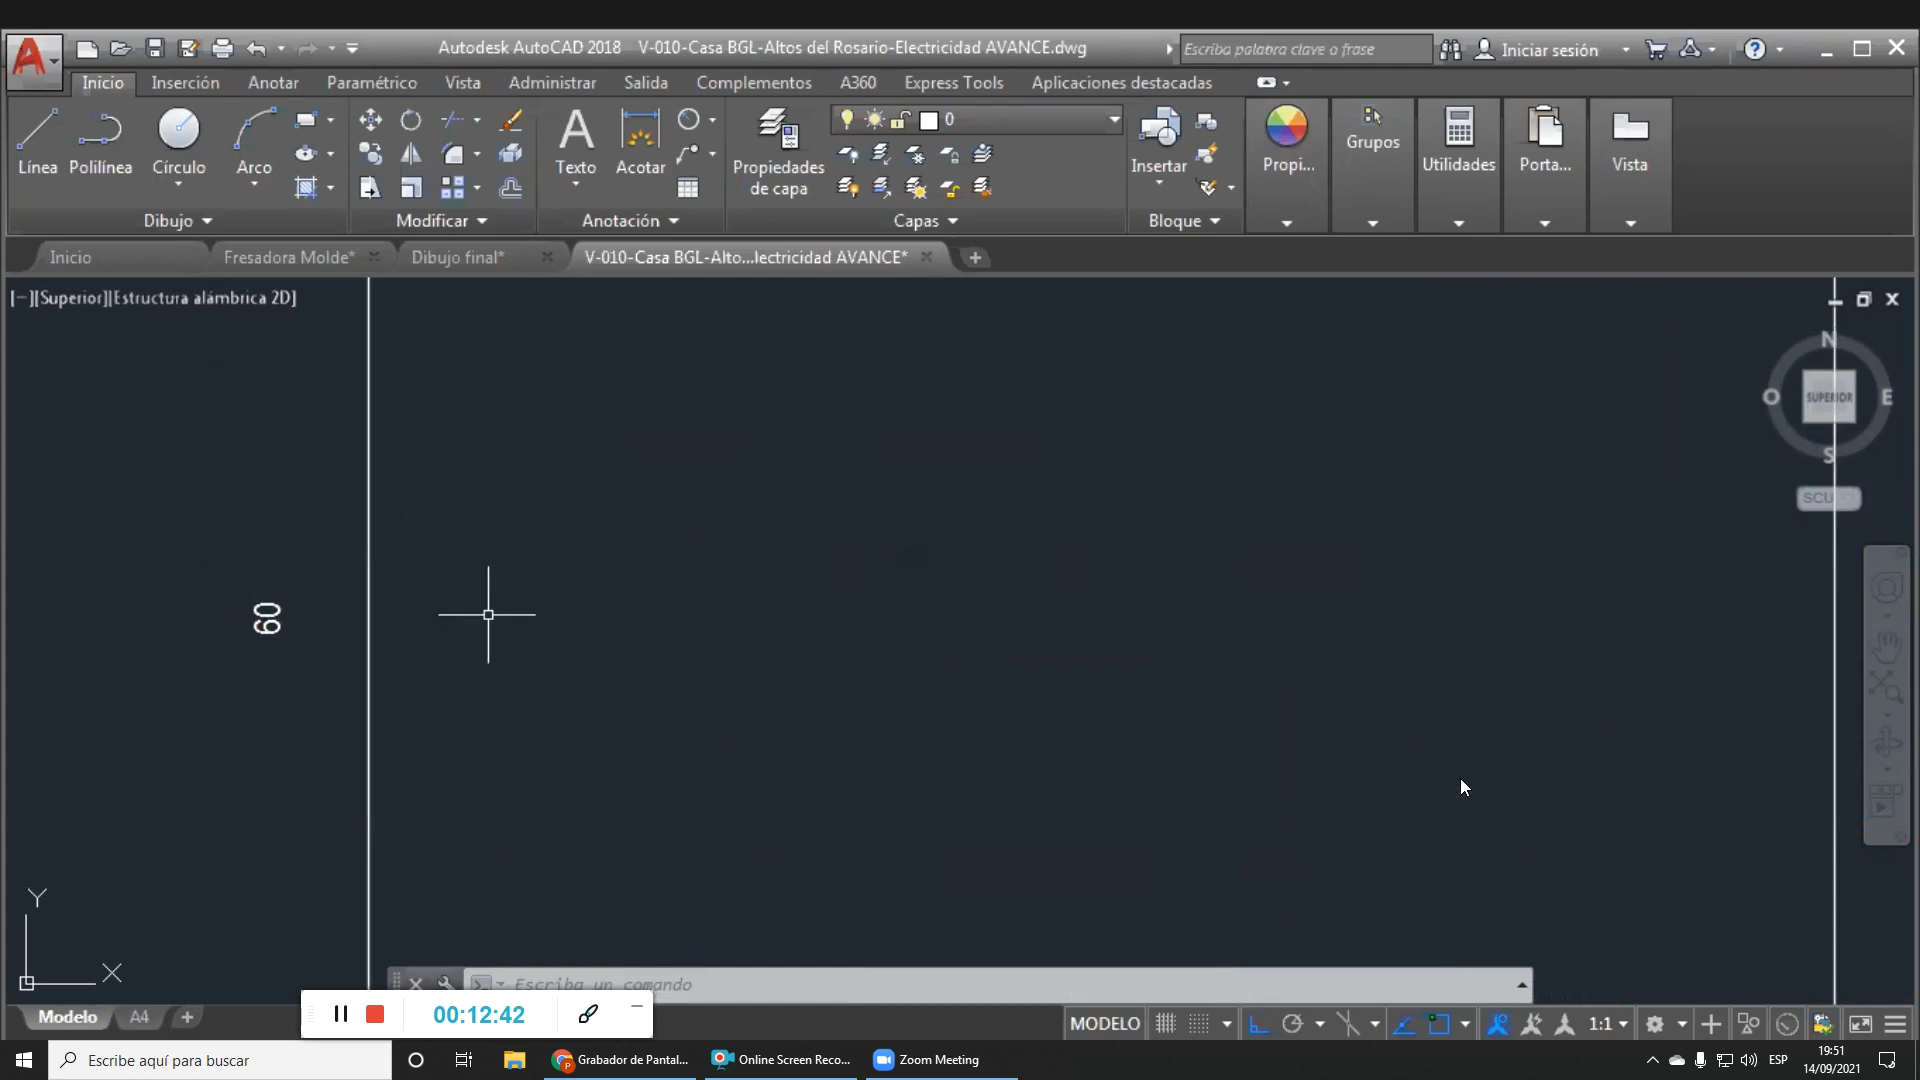 Autodesk AutoCAD 2018 V-010-Casa BGL-Altos del Rosario-Electricidad AVANCE.dwg
Escriba palabra clave o frase
Iniciar sesión
Inicio Inserción Anotar Paramétrico Vista Administrar Salida Complementos A360 Express Tools Aplicaciones destacadas
0
Línea Polilínea Círculo Arco
Texto Acotar
Propiedades de capa
Insertar
Propi...
Grupos
Utilidades
Porta...
Vista
Dibujo Modificar Anotación Capas Bloque
Inicio Fresadora Molde* Dibujo final* V-010-Casa BGL-Alto...lectricidad AVANCE*
[−][Superior][Estructura alámbrica 2D]
N
O SUPERIOR E
S
SCU
60
Y
X
Escriba un comando
Modelo A4
00:12:42
MODELO
1:1
Escribe aquí para buscar
Grabador de Pantal...
Online Screen Reco...
Zoom Meeting
ESP
19:51
14/09/2021